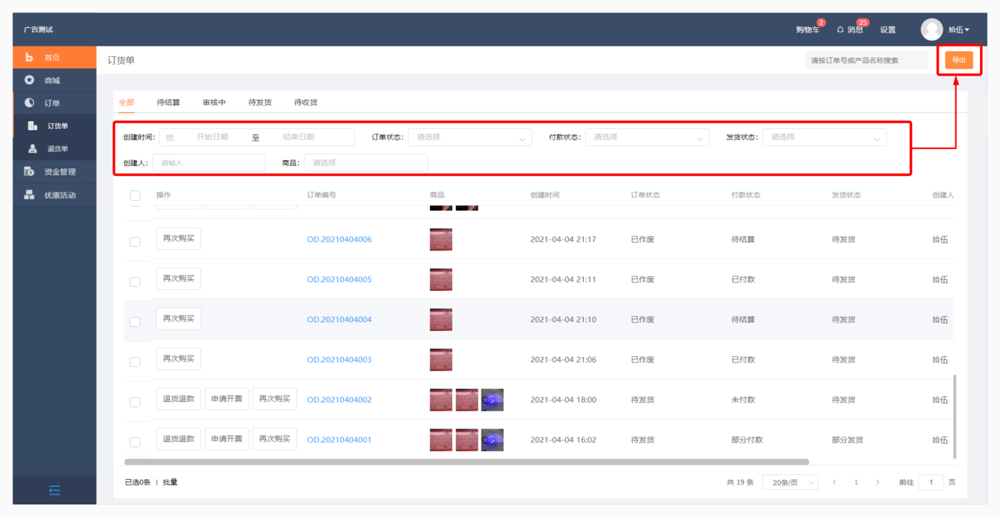 广告测试
购物车 2 消息 25 设置 拾伍
首页
商城
订单
订货单
退货单
资金管理
优惠活动
订货单 请按订单号或产品名称搜索 导出
全部 待结算 审核中 待发货 待收货
创建时间: 开始日期 至 结束日期 订单状态: 请选择 付款状态: 请选择 发货状态: 请选择
创建人: 请输入 商品: 请选择
操作 订单编号 商品 创建时间 订单状态 付款状态 发货状态 创建人
再次购买 OD.20210404006 2021-04-04 21:17 已作废 待结算 待发货 拾伍
再次购买 OD.20210404005 2021-04-04 21:11 已作废 已付款 待发货 拾伍
再次购买 OD.20210404004 2021-04-04 21:10 已作废 待结算 待发货 拾伍
再次购买 OD.20210404003 2021-04-04 21:06 已作废 已付款 待发货 拾伍
退货退款 申请开票 再次购买 OD.20210404002 2021-04-04 18:00 待发货 未付款 待发货 拾伍
退货退款 申请开票 再次购买 OD.20210404001 2021-04-04 16:02 待发货 部分付款 部分发货 拾伍
已选0条 | 批量 共 19 条 20条/页 < 1 > 前往 1 页